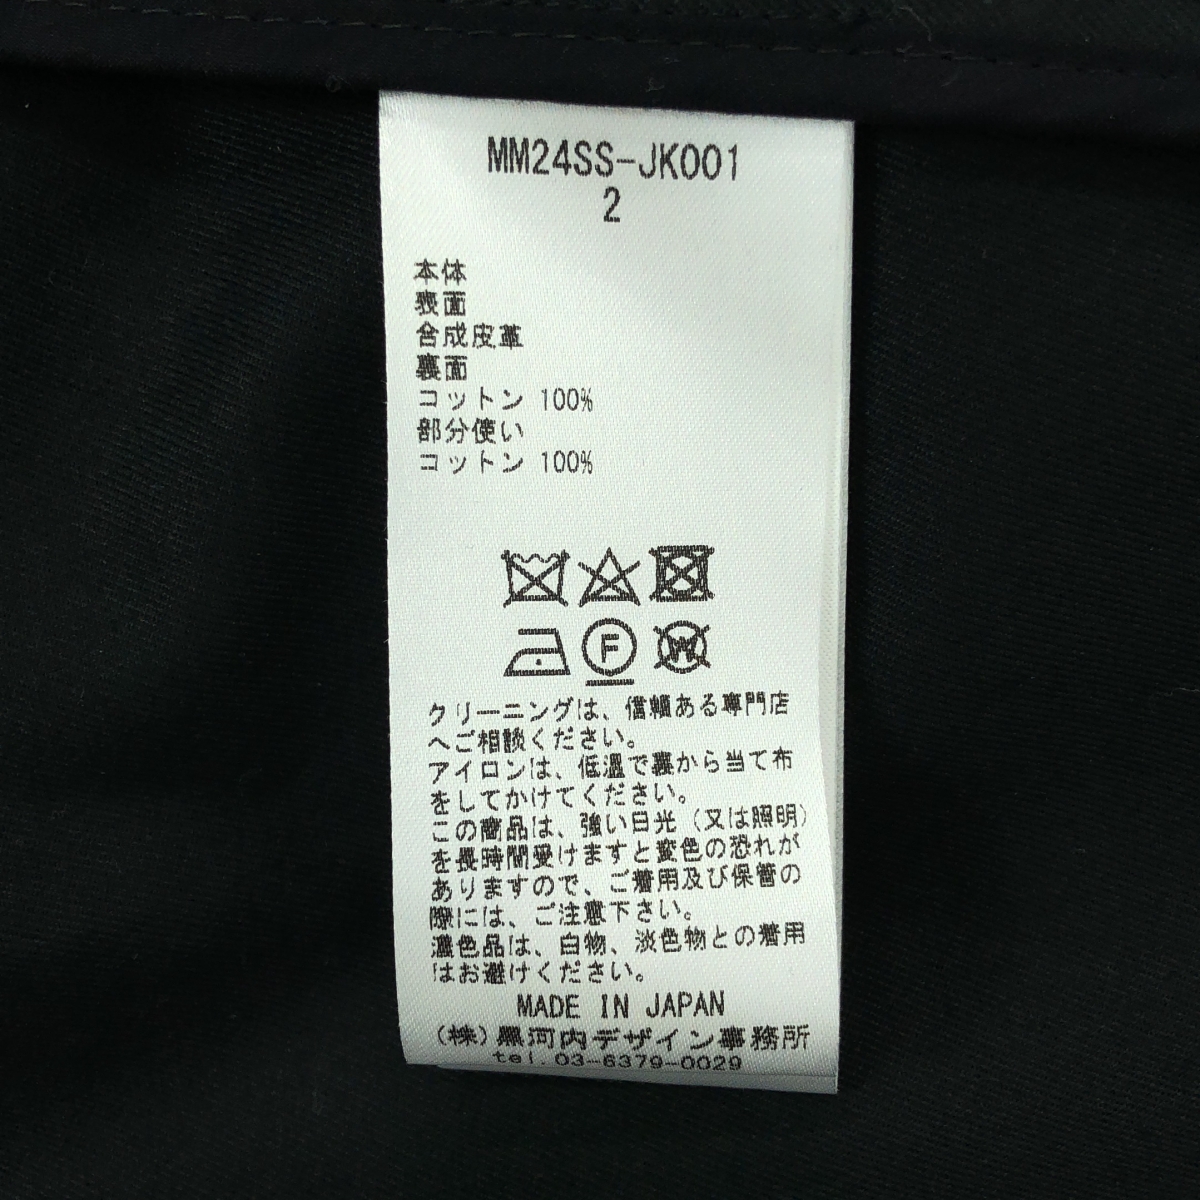 MM24SS-JK001
2
本体
表面
合成皮革
裏面
コットン 100%
部分使い
コットン 100%
F
W
クリーニングは、信頼ある専門店
へご相談ください。
アイロンは、低温で裏から当て布
をしてかけてください。
この商品は、強い日光（又は照明）
を長時間受けますと変色の恐れが
ありますので、ご着用及び保管の
際には、ご注意下さい。
濃色品は、白物、淡色物との着用
はお避けください。
MADE IN JAPAN
（株）黒河内デザイン事務所
tel.03-6379-0029